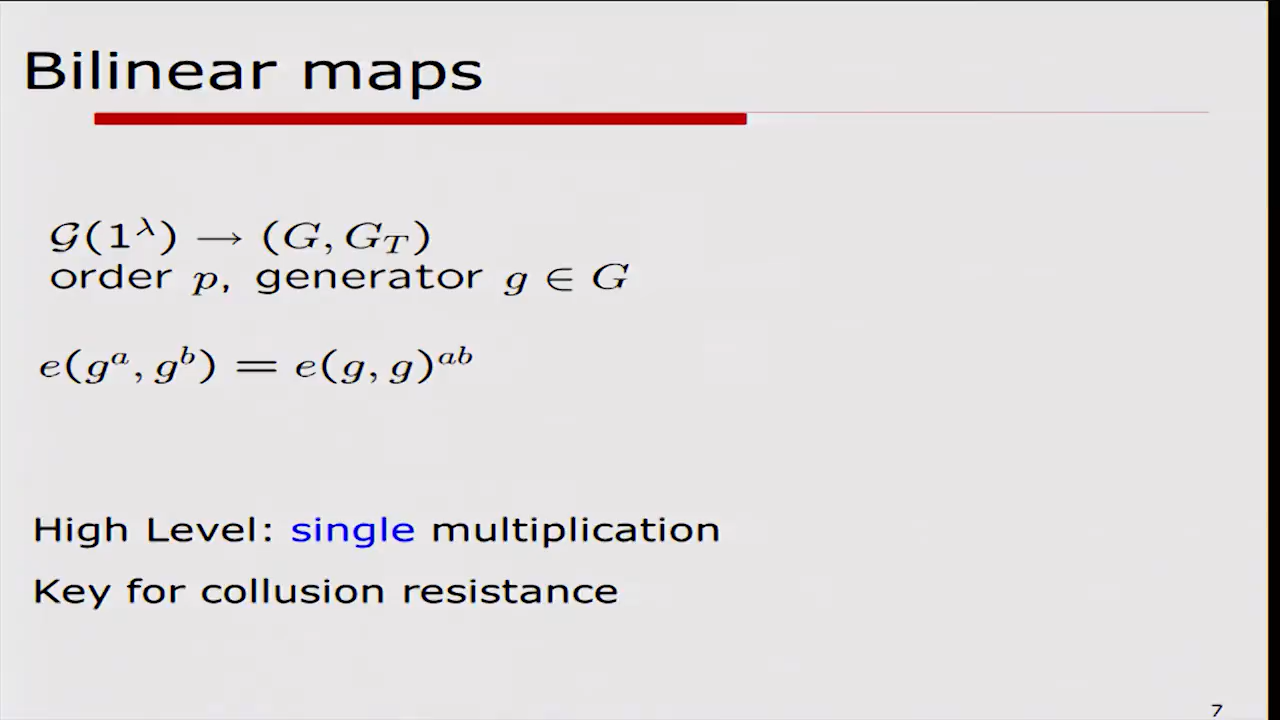 Bilinear maps
𝒢(1^λ) → (G, G_T)
order p, generator g ∈ G
e(g^a, g^b) = e(g, g)^{ab}
High Level: single multiplication
Key for collusion resistance
7